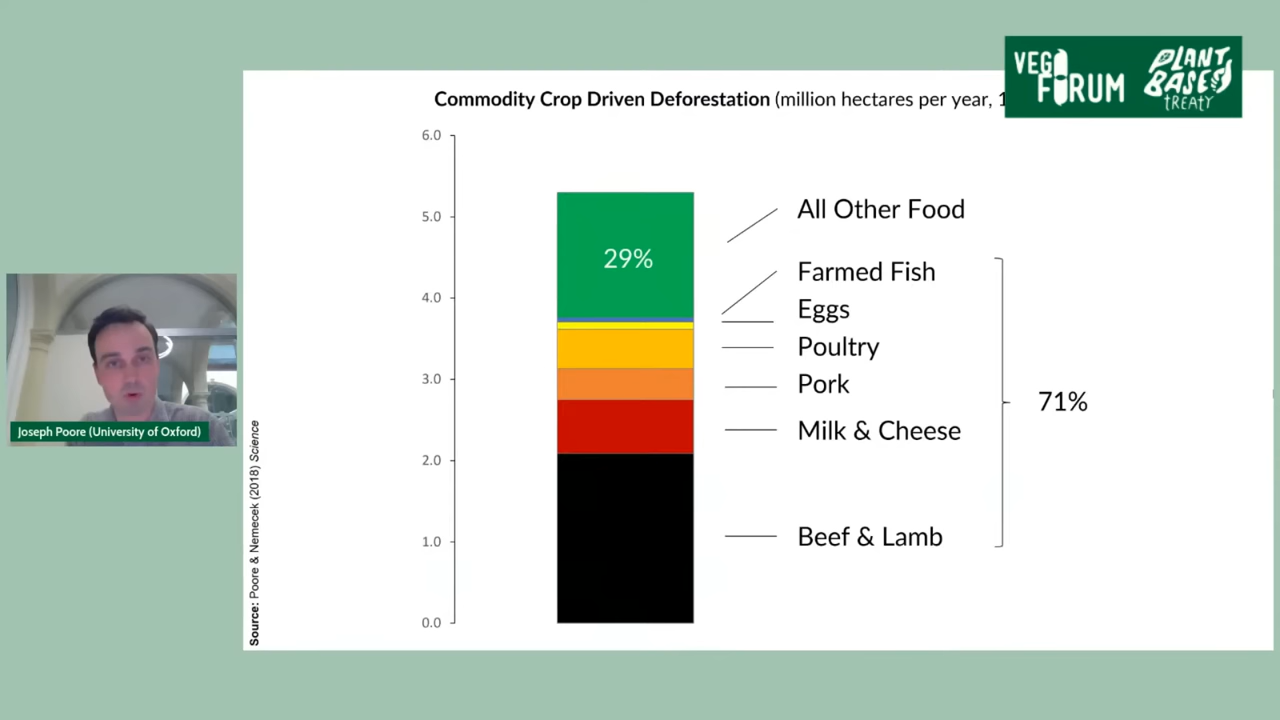 VEG
FORUM
PLANT
BASED
TREATY
Commodity Crop Driven Deforestation (million hectares per year, 1
6.0
5.0
4.0
3.0
2.0
1.0
0.0
29%
All Other Food
Farmed Fish
Eggs
Poultry
Pork
Milk & Cheese
Beef & Lamb
71%
Joseph Poore (University of Oxford)
Source: Poore & Nemecek (2018) Science